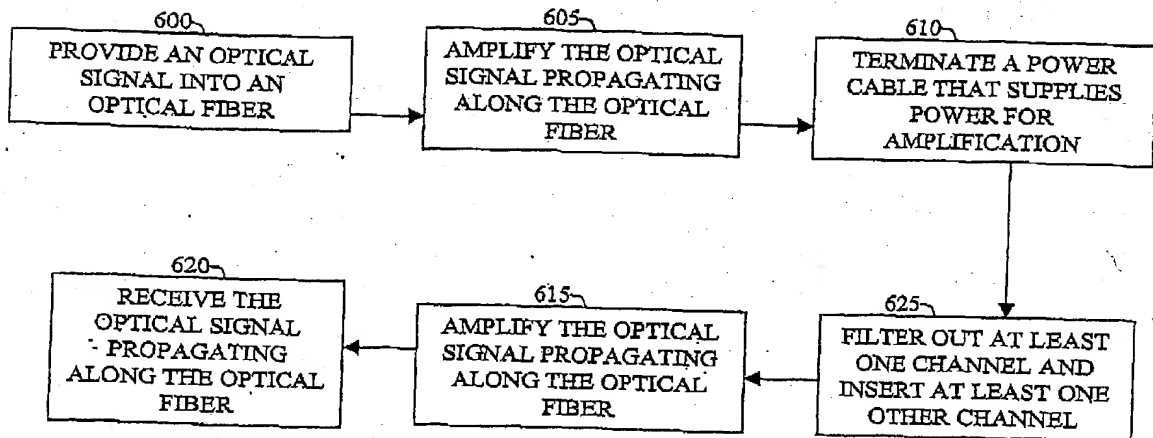 600
PROVIDE AN OPTICAL
SIGNAL INTO AN
OPTICAL FIBER
605
AMPLIFY THE OPTICAL
SIGNAL PROPAGATING
ALONG THE OPTICAL
FIBER
610
TERMINATE A POWER
CABLE THAT SUPPLIES
POWER FOR
AMPLIFICATION
620
RECEIVE THE
OPTICAL SIGNAL
PROPAGATING
ALONG THE OPTICAL
FIBER
615
AMPLIFY THE OPTICAL
SIGNAL PROPAGATING
ALONG THE OPTICAL
FIBER
625
FILTER OUT AT LEAST
ONE CHANNEL AND
INSERT AT LEAST ONE
OTHER CHANNEL